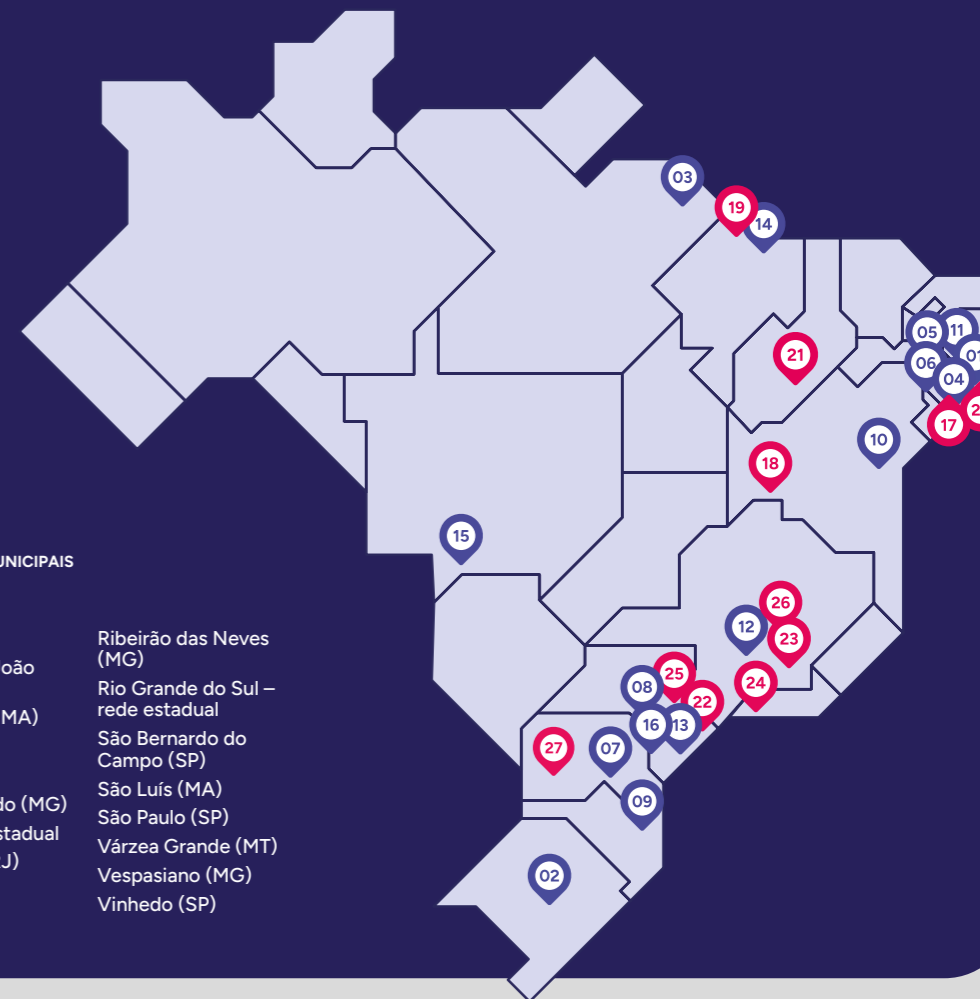 03
19
14
05
11
21
06
04
17
10
18
15
26
12
23
25
08
24
22
16
13
27
07
09
02
UNICIPAIS
João
(MA)
do (MG)
stadual
RJ)
Ribeirão das Neves
(MG)
Rio Grande do Sul –
rede estadual
São Bernardo do
Campo (SP)
São Luís (MA)
São Paulo (SP)
Várzea Grande (MT)
Vespasiano (MG)
Vinhedo (SP)